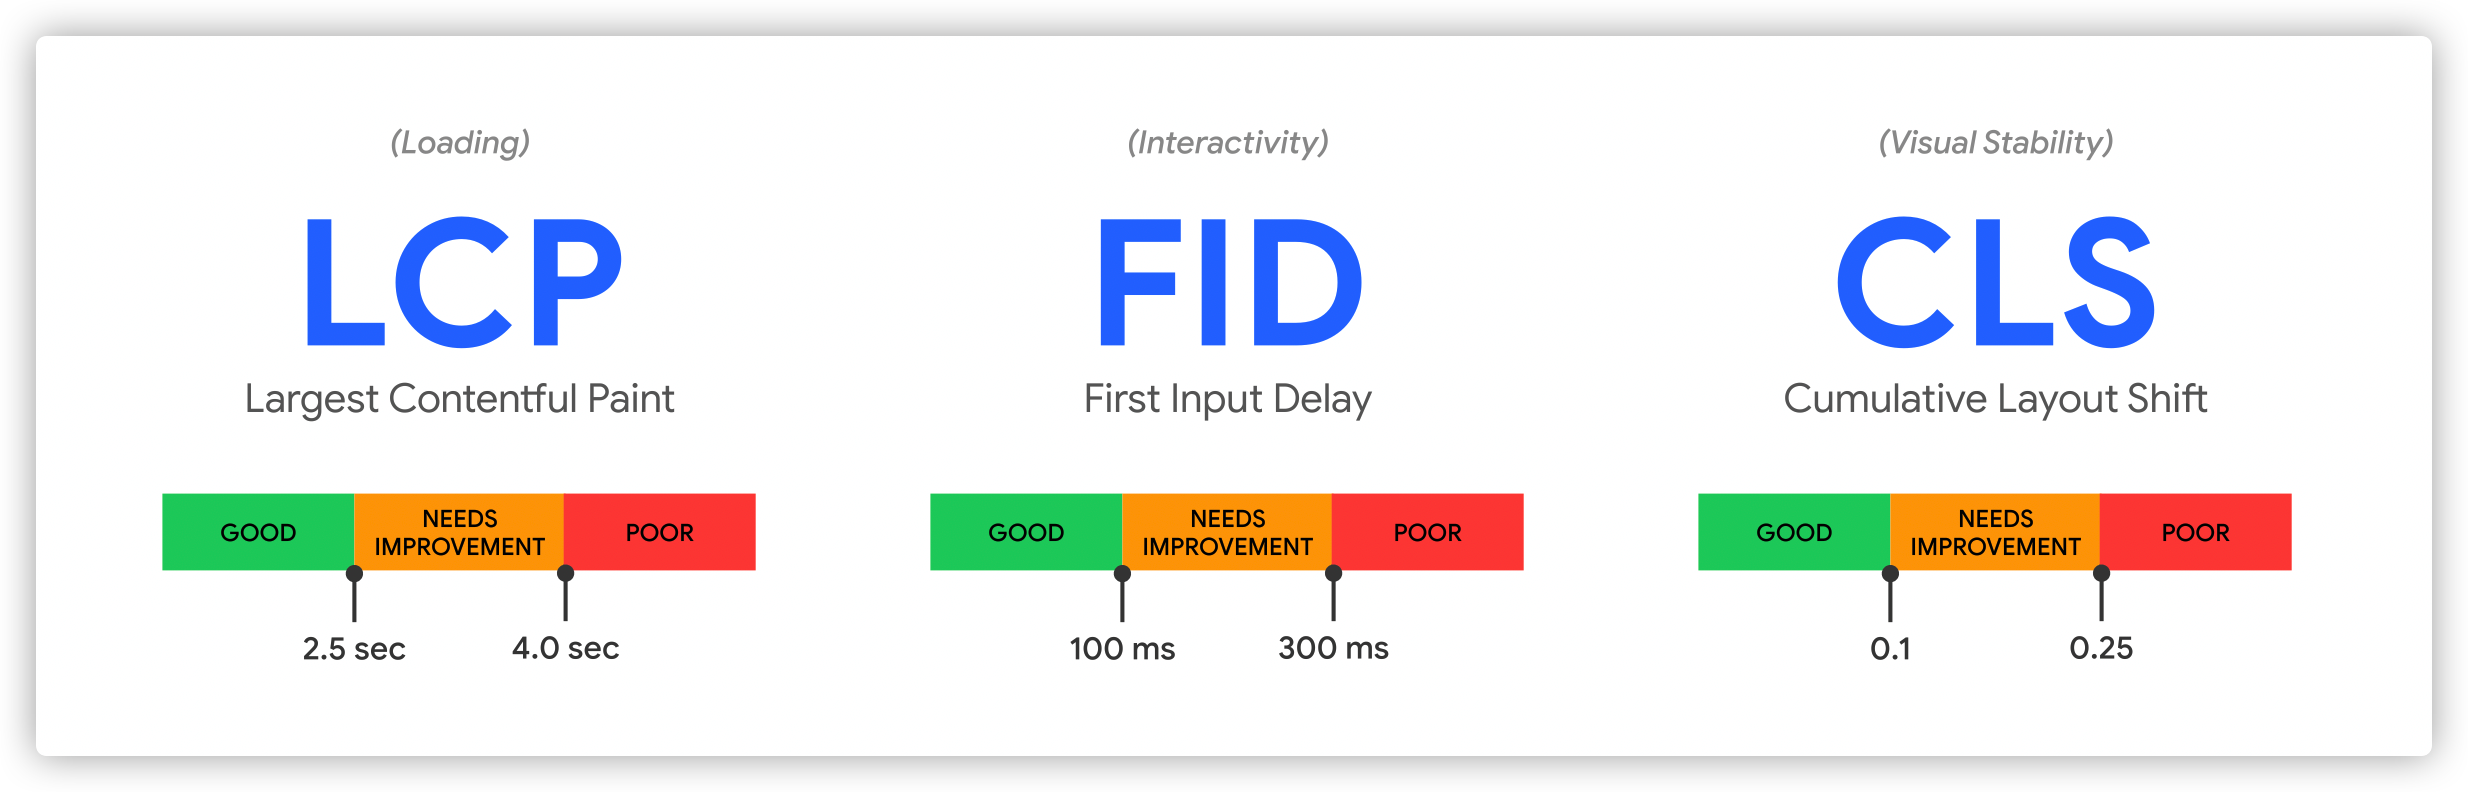 (Loading)
LCP
Largest Contentful Paint
GOOD
NEEDS
IMPROVEMENT
POOR
2.5 sec
4.0 sec
(Interactivity)
FID
First Input Delay
GOOD
NEEDS
IMPROVEMENT
POOR
100 ms
300 ms
(Visual Stability)
CLS
Cumulative Layout Shift
GOOD
NEEDS
IMPROVEMENT
POOR
0.1
0.25